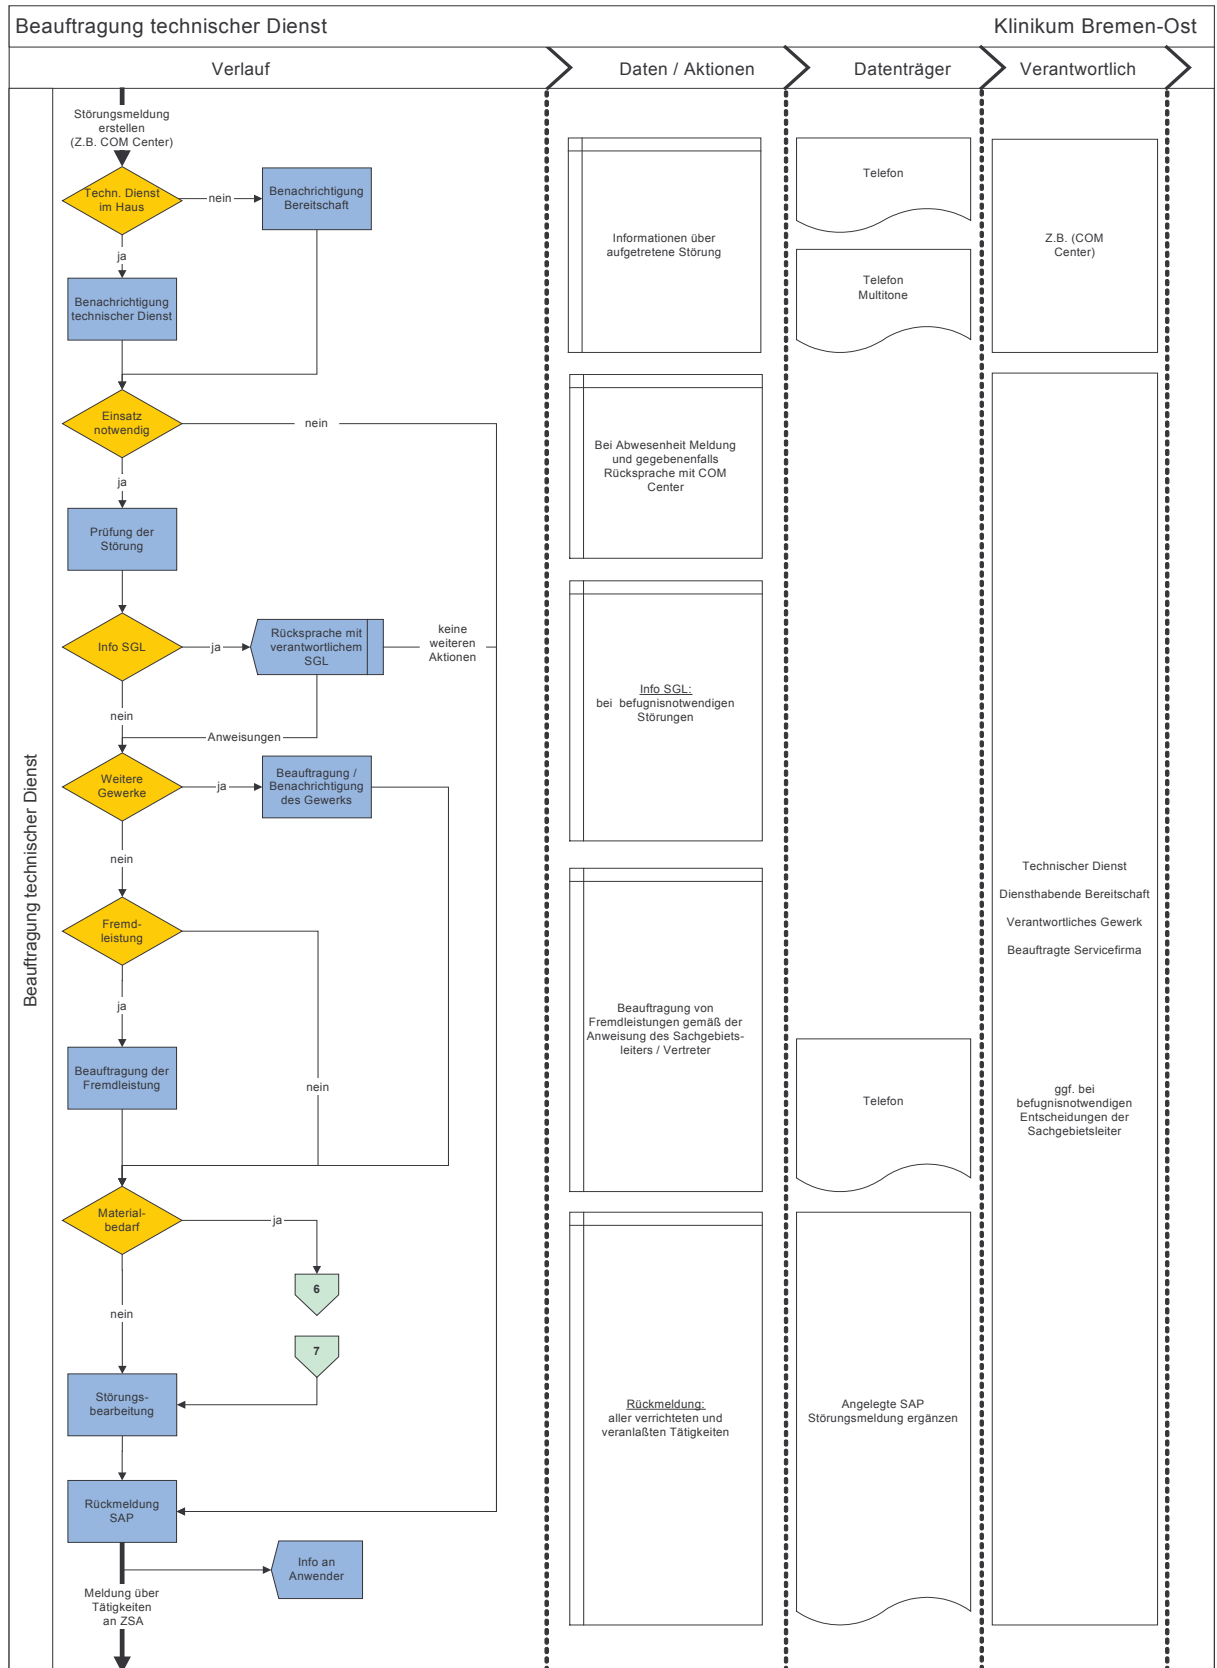 Beauftragung technischer Dienst
Klinikum Bremen-Ost
Verlauf
Daten / Aktionen
Datenträger
Verantwortlich
Beauftragung technischer Dienst
Störungsmeldung
erstellen
(Z.B. COM Center)
Techn. Dienst
im Haus
nein
Benachrichtigung
Bereitschaft
ja
Benachrichtigung
technischer Dienst
Einsatz
notwendig
nein
ja
Prüfung der
Störung
Info SGL
ja
Rücksprache mit
verantwortlichem
SGL
keine
weiteren
Aktionen
nein
Anweisungen
Weitere
Gewerke
ja
Beauftragung /
Benachrichtigung
des Gewerks
nein
Fremd-
leistung
ja
nein
Beauftragung der
Fremdleistung
Material-
bedarf
ja
6
nein
7
Störungs-
bearbeitung
Rückmeldung
SAP
Info an
Anwender
Meldung über
Tätigkeiten
an ZSA
Informationen über
aufgetretene Störung
Bei Abwesenheit Meldung
und gegebenenfalls
Rücksprache mit COM
Center
Info SGL:
bei befugnisnotwendigen
Störungen
Beauftragung von
Fremdleistungen gemäß der
Anweisung des Sachgebiets-
leiters / Vertreter
Rückmeldung:
aller verrichteten und
veranlaßten Tätigkeiten
Telefon
Telefon
Multitone
Telefon
Angelegte SAP
Störungsmeldung ergänzen
Z.B. (COM
Center)
Technischer Dienst
Diensthabende Bereitschaft
Verantwortliches Gewerk
Beauftragte Servicefirma
ggf. bei
befugnisnotwendigen
Entscheidungen der
Sachgebietsleiter